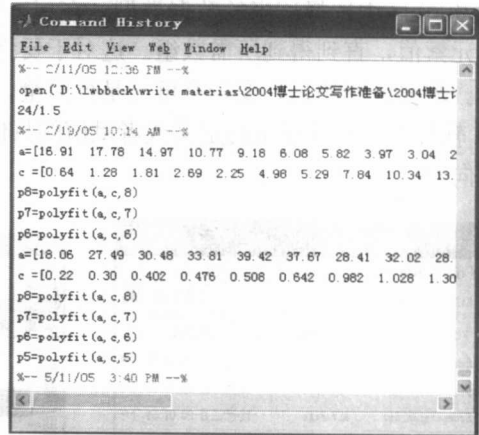 Command History
File Edit View Web Window Help
%-- 2/11/05 12:36 PM --%
open('D:\lwbback\write materias\2004博士论文写作准备\2004博士
24/1.5
%-- 2/19/05 10:14 AM --%
a=[16.91 17.78 14.97 10.77 9.18 6.08 5.82 3.97 3.04 2
c =[0.64 1.28 1.81 2.69 2.25 4.98 5.29 7.84 10.34 13.
p8=polyfit(a,c,8)
p7=polyfit(a,c,7)
p6=polyfit(a,c,6)
a=[18.06 27.49 30.48 33.81 39.42 37.67 28.41 32.02 28.
c =[0.22 0.30 0.402 0.476 0.508 0.642 0.982 1.028 1.30
p8=polyfit(a,c,8)
p7=polyfit(a,c,7)
p6=polyfit(a,c,6)
p5=polyfit(a,c,5)
%-- 5/11/05 3:40 PM --%